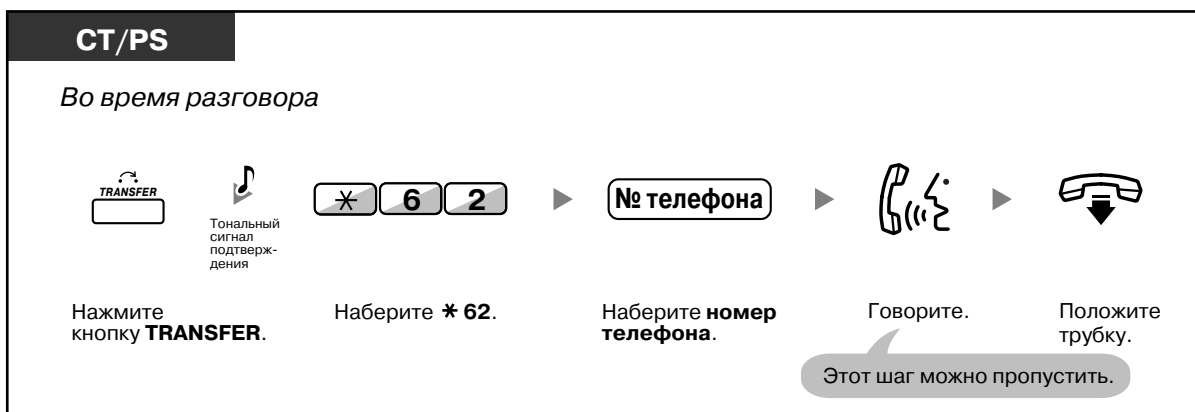 CT/PS
Во время разговора
TRANSFER
Тональный
сигнал
подтверж-
дения
* 6 2
№ телефона
Нажмите
кнопку TRANSFER.
Наберите * 62.
Наберите номер
телефона.
Говорите.
Положите
трубку.
Этот шаг можно пропустить.